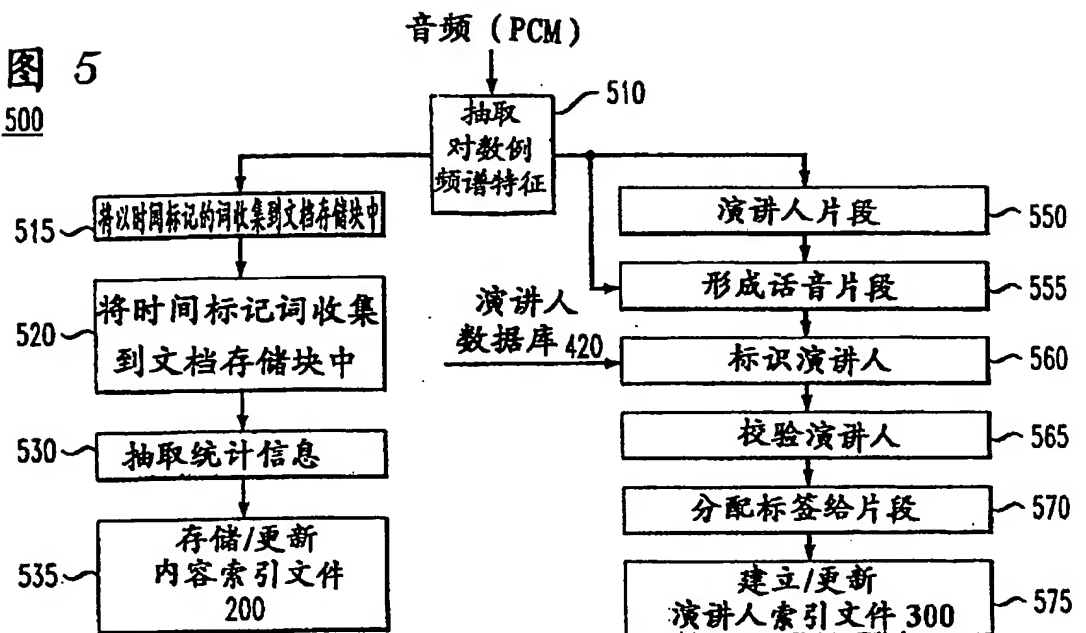 图 5
500
音频 (PCM)
抽取
对数例
频谱特征
510
将以时间标记的词收集到文档存储块中
515
将时间标记词收集
到文档存储块中
520
抽取统计信息
530
存储/更新
内容索引文件
200
535
演讲人片段
550
形成话音片段
555
演讲人
数据库 420
标识演讲人
560
校验演讲人
565
分配标签给片段
570
建立/更新
演讲人索引文件 300
575